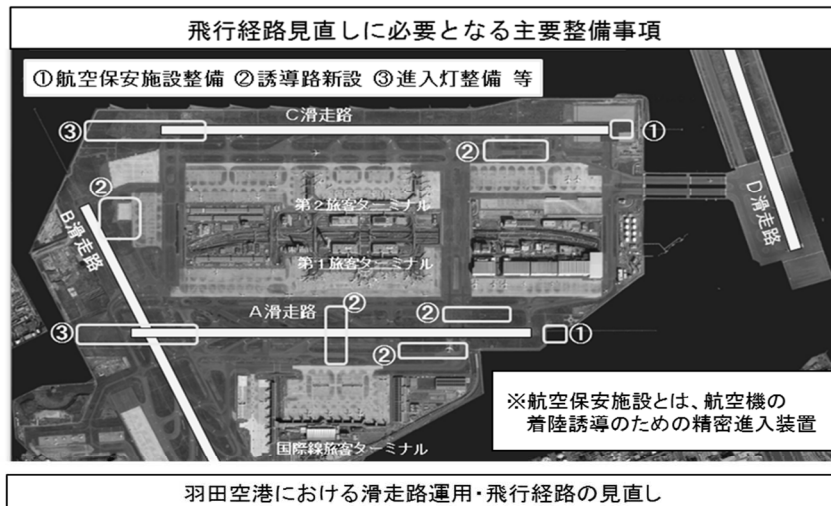 飛行経路見直しに必要となる主要整備事項
①航空保安施設整備 ②誘導路新設 ③進入灯整備 等
C滑走路
③
①
②
②
第2旅客ターミナル
B滑走路
D滑走路
第1旅客ターミナル
A滑走路
②
②
③
①
②
国際線旅客ターミナル
※航空保安施設とは、航空機の
着陸誘導のための精密進入装置
羽田空港における滑走路運用・飛行経路の見直し